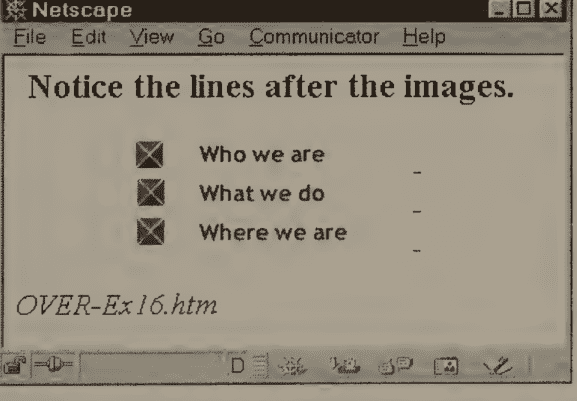 Netscape
File Edit View Go Communicator Help
Notice the lines after the images.
Who we are
What we do
Where we are
OVER-Ex16.htm